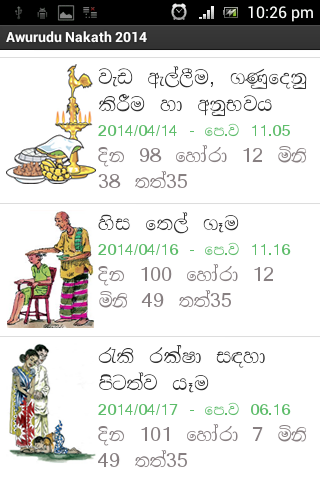 10:26 pm
Awurudu Nakath 2014
වැඩ ඇල්ලීම, ගණුදෙනු
කිරීම හා අනුභවය
2014/04/14 - පෙ.ව 11.05
දින 98 හෝරා 12 මිනි
38 තත්35
හිස තෙල් ගෑම
2014/04/16 - පෙ.ව 11.16
දින 100 හෝරා 12
මිනි 49 තත්35
රැකි රක්ෂා සඳහා
පිටත්ව යෑම
2014/04/17 - පෙ.ව 06.16
දින 101 හෝරා 7 මිනි
49 තත්35